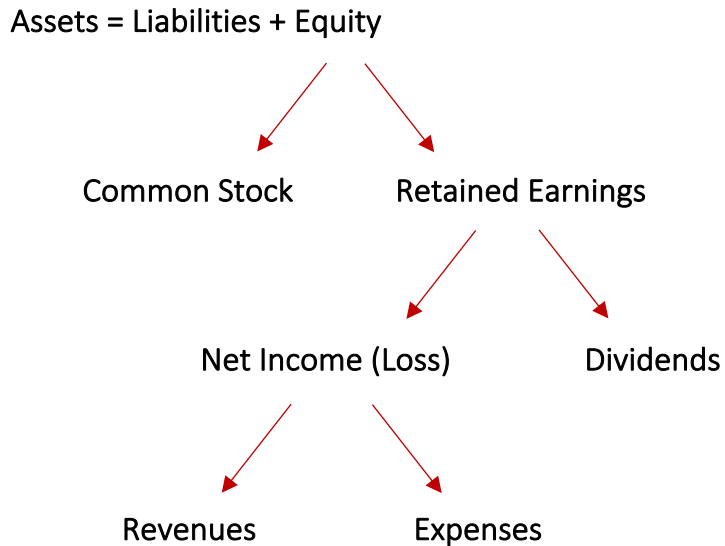 Assets = Liabilities + Equity
Common Stock
Retained Earnings
Net Income (Loss)
Dividends
Revenues
Expenses